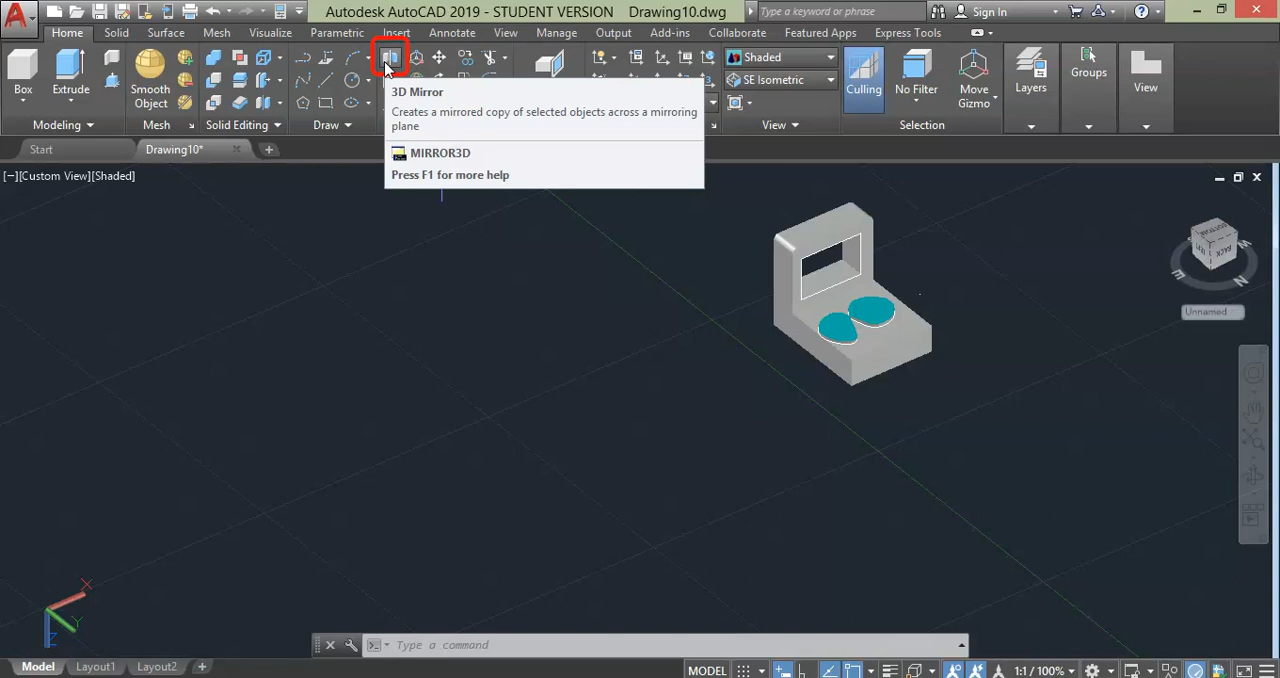 Autodesk AutoCAD 2019 - STUDENT VERSION Drawing10.dwg
Type a keyword or phrase
Sign In
Home Solid Surface Mesh Visualize Parametric Insert Annotate View Manage Output Add-ins Collaborate Featured Apps Express Tools
Box
Extrude
Smooth
Object
Shaded
SE Isometric
Culling
No Filter
Move
Gizmo
Layers
Groups
View
Modeling
Mesh
Solid Editing
Draw
View
Selection
3D Mirror
Creates a mirrored copy of selected objects across a mirroring
plane
MIRROR3D
Press F1 for more help
Start
Drawing10*
[−][Custom View][Shaded]
BOTTOM
BACK
W
E
N
Unnamed
X
Y
Z
Type a command
Model Layout1 Layout2
MODEL
1:1 / 100%